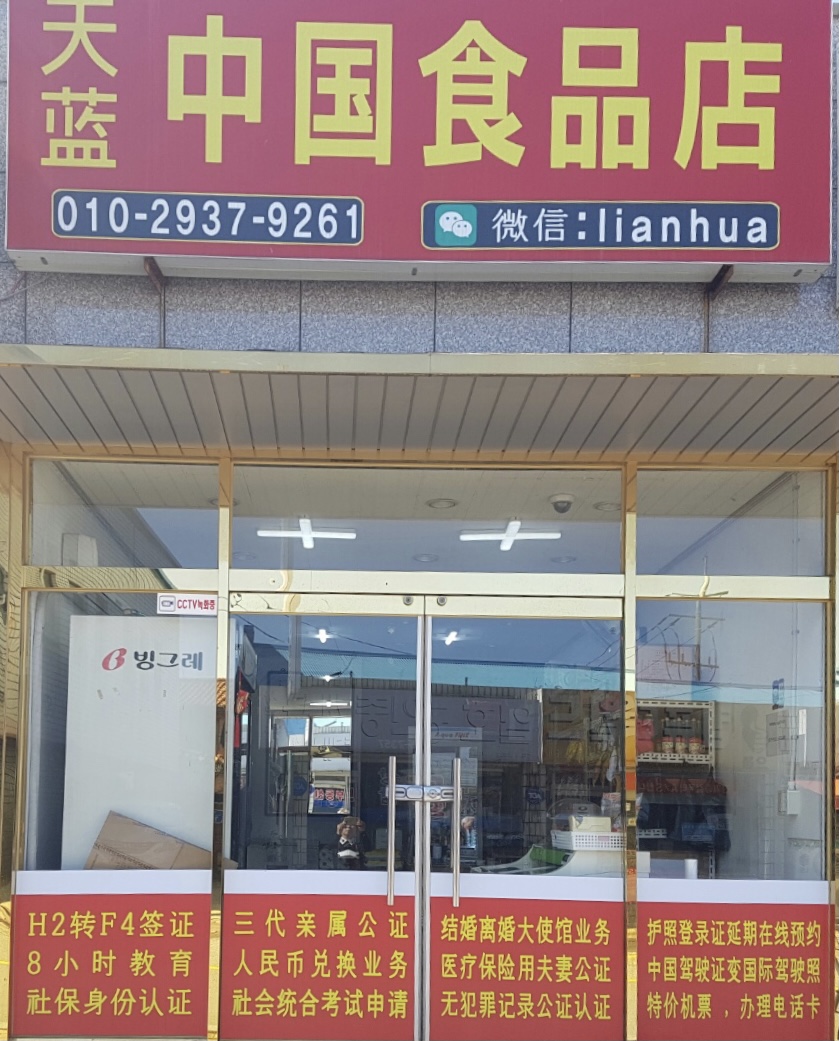 天蓝
中国食品店
010-2937-9261
微信:lianhua
CCTV녹화중
빙그레
H2转F4签证
8小时教育
社保身份认证
三代亲属公证
人民币兑换业务
社会统合考试申请
结婚离婚大使馆业务
医疗保险用夫妻公证
无犯罪记录公证认证
护照登录证延期在线预约
中国驾驶证变国际驾驶照
特价机票，办理电话卡